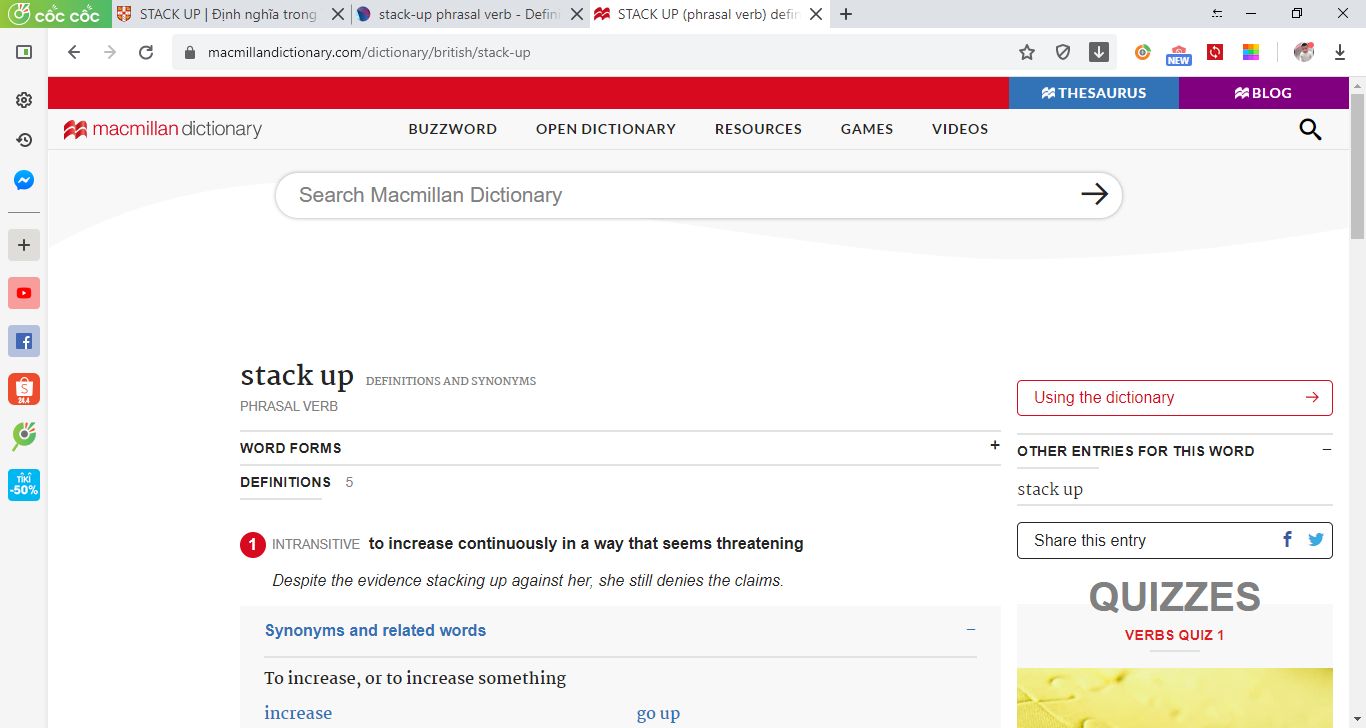 cốc cốc
STACK UP | Định nghĩa trong
stack-up phrasal verb - Defini
STACK UP (phrasal verb) defin
macmillandictionary.com/dictionary/british/stack-up
NEW
THESAURUS
BLOG
macmillan dictionary
BUZZWORD
OPEN DICTIONARY
RESOURCES
GAMES
VIDEOS
Search Macmillan Dictionary
S
24.4
TIKI
-50%
stack up DEFINITIONS AND SYNONYMS
PHRASAL VERB
WORD FORMS +
DEFINITIONS 5
1 INTRANSITIVE to increase continuously in a way that seems threatening
Despite the evidence stacking up against her, she still denies the claims.
Synonyms and related words −
To increase, or to increase something
increase
go up
Using the dictionary →
OTHER ENTRIES FOR THIS WORD −
stack up
Share this entry
QUIZZES
VERBS QUIZ 1